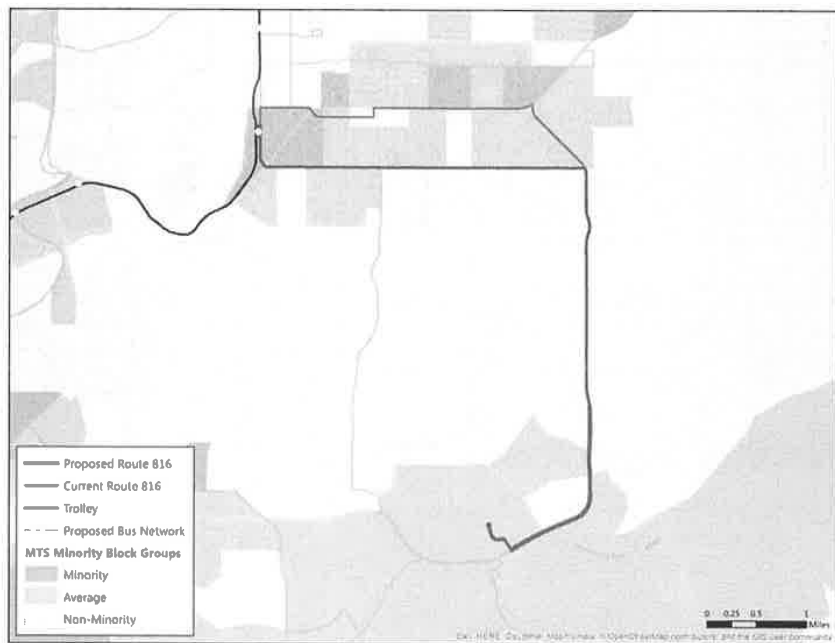 Proposed Route 816
Current Route 816
Trolley
Proposed Bus Network
MTS Minority Block Groups
Minority
Average
Non-Minority
0 0.25 0.5 1
Miles